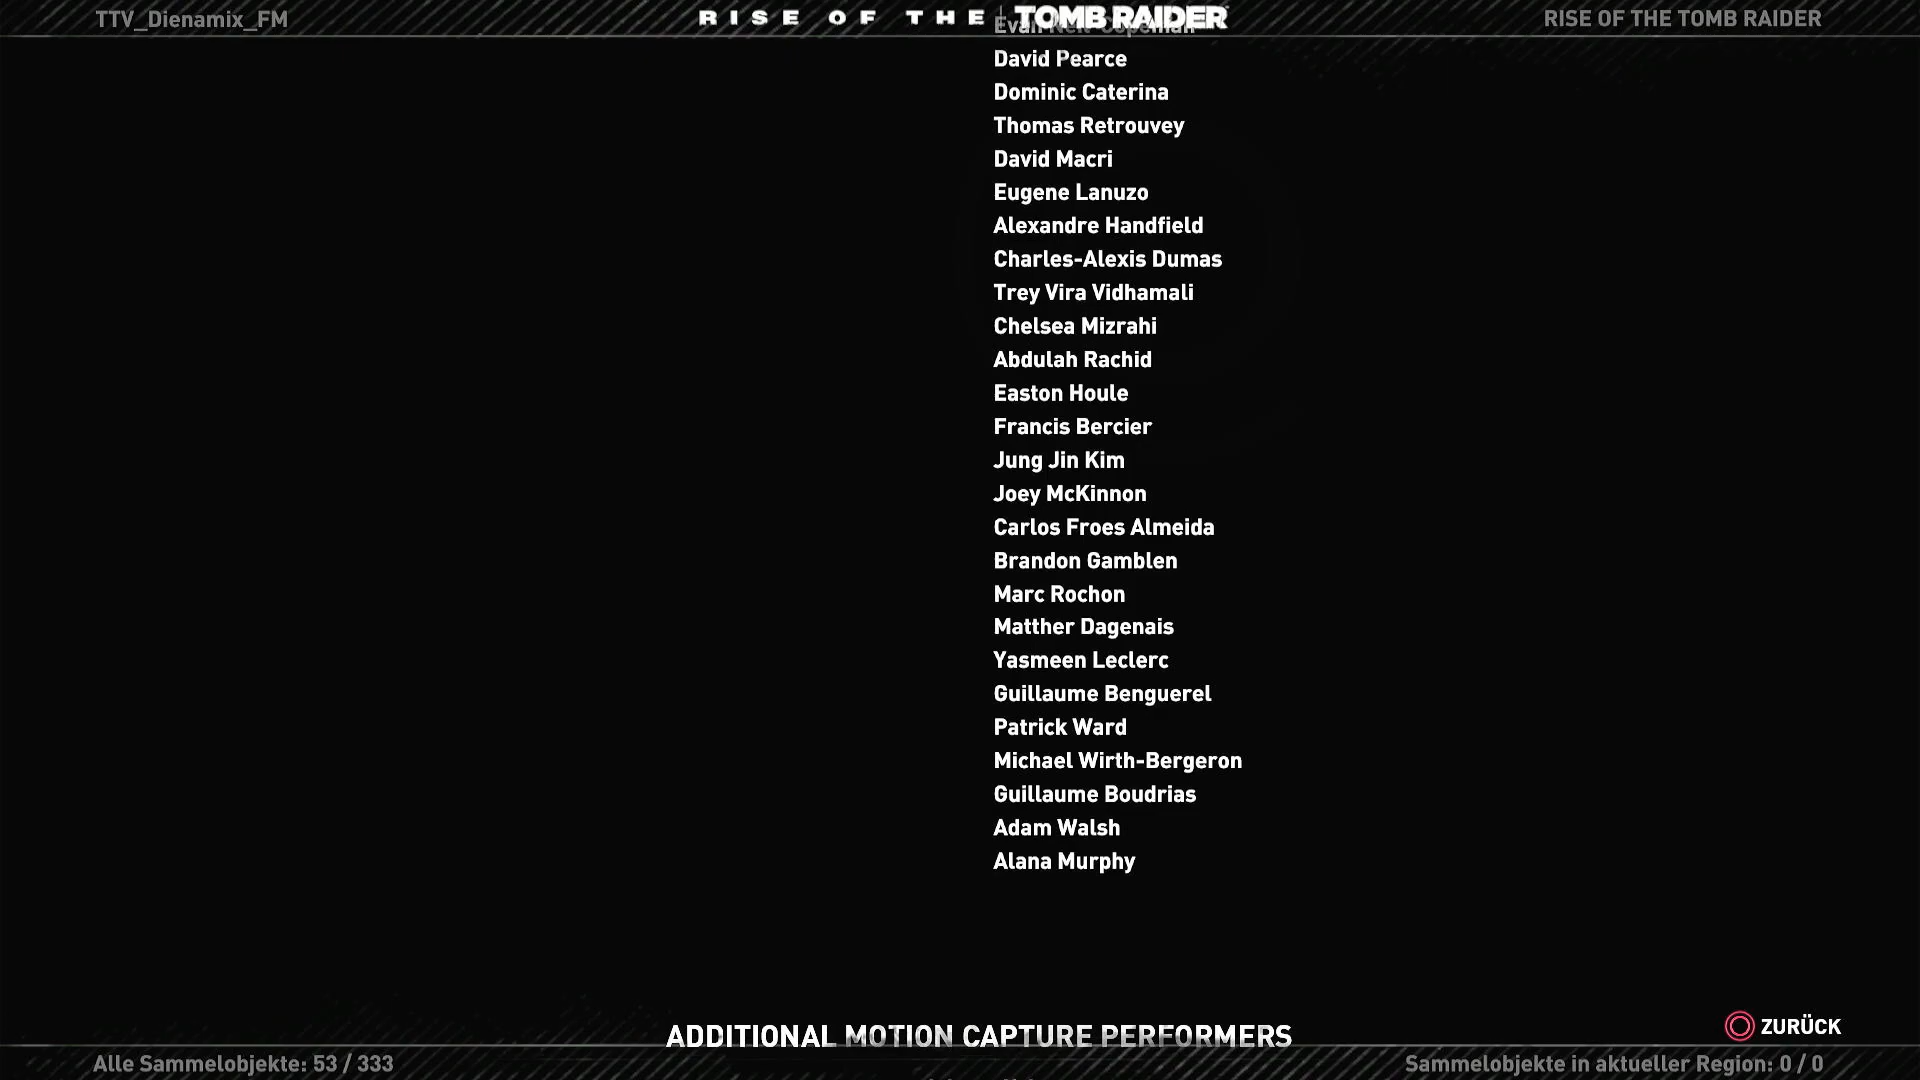 TTV_Dienamix_FM
RISE OF THE TOMB RAIDER
RISE OF THE TOMB RAIDER
Evan
David Pearce
Dominic Caterina
Thomas Retrouvey
David Macri
Eugene Lanuzo
Alexandre Handfield
Charles-Alexis Dumas
Trey Vira Vidhamali
Chelsea Mizrahi
Abdulah Rachid
Easton Houle
Francis Bercier
Jung Jin Kim
Joey McKinnon
Carlos Froes Almeida
Brandon Gamblen
Marc Rochon
Matther Dagenais
Yasmeen Leclerc
Guillaume Benguerel
Patrick Ward
Michael Wirth-Bergeron
Guillaume Boudrias
Adam Walsh
Alana Murphy
ZURÜCK
ADDITIONAL MOTION CAPTURE PERFORMERS
Alle Sammelobjekte: 53 / 333
Sammelobjekte in aktueller Region: 0 / 0